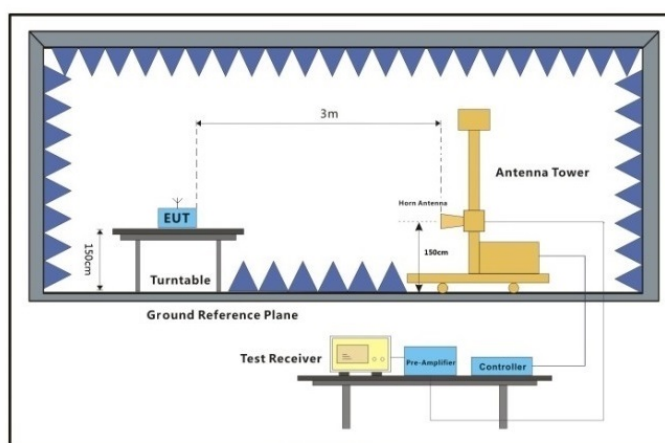 3m
Antenna Tower
Horn Antenna
EUT
150cm
150cm
Turntable
Ground Reference Plane
Test Receiver
Pre-Amplifier
Controller